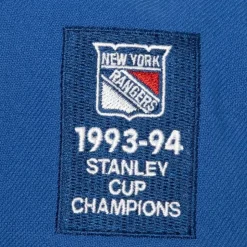 NEW YORK
RANGERS
1993-94
STANLEY
CUP
CHAMPIONS